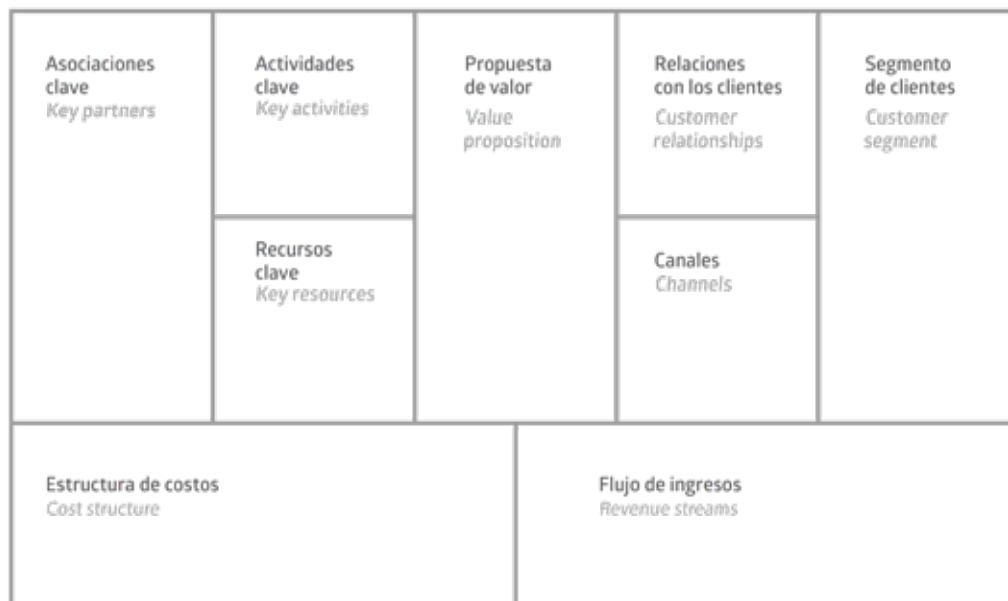 Asociaciones
clave
Key partners
Actividades
clave
Key activities
Propuesta
de valor
Value
proposition
Relaciones
con los clientes
Customer
relationships
Segmento
de clientes
Customer
segment
Recursos
clave
Key resources
Canales
Channels
Estructura de costos
Cost structure
Flujo de ingresos
Revenue streams